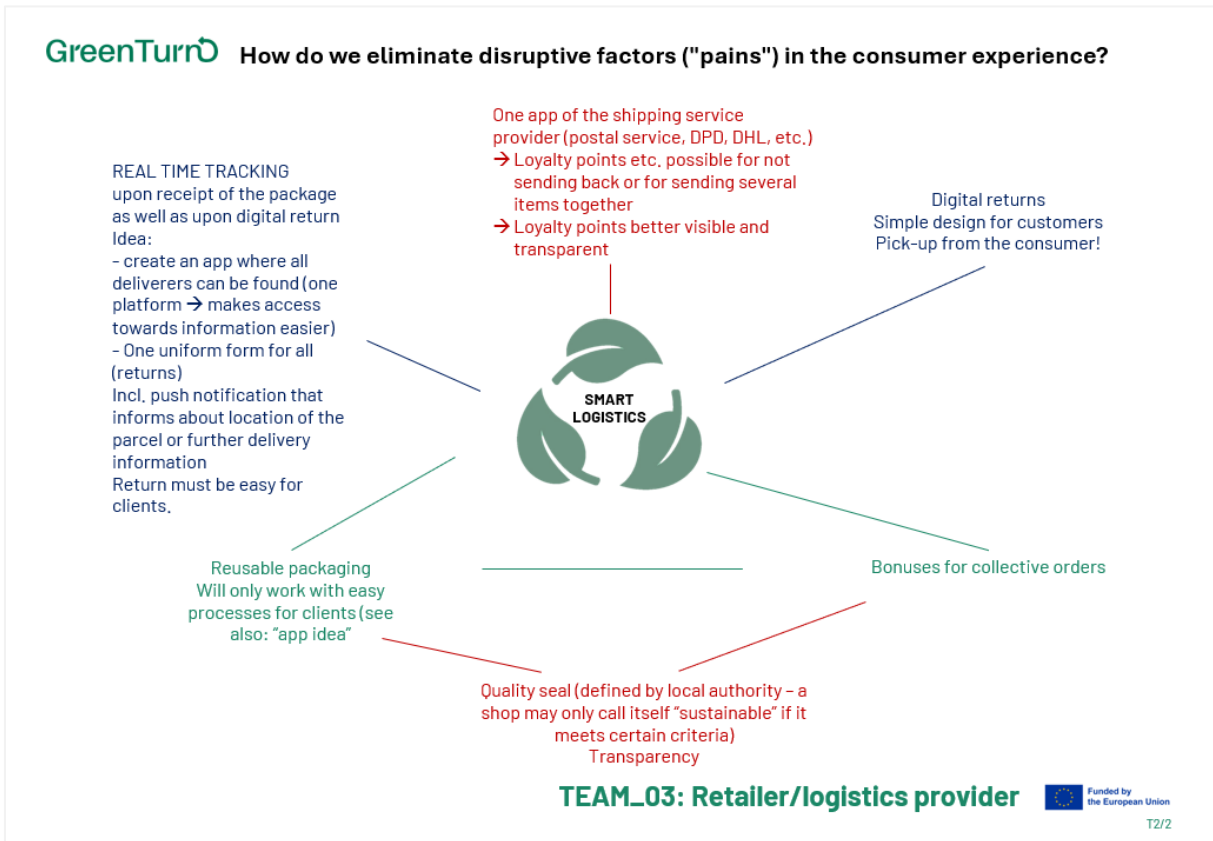 GreenTurn
How do we eliminate disruptive factors ("pains") in the consumer experience?
One app of the shipping service
provider (postal service, DPD, DHL, etc.)
→ Loyalty points etc. possible for not
sending back or for sending several
items together
→ Loyalty points better visible and
transparent
REAL TIME TRACKING
upon receipt of the package
as well as upon digital return
Idea:
- create an app where all
deliverers can be found (one
platform → makes access
towards information easier)
- One uniform form for all
(returns)
Incl. push notification that
informs about location of the
parcel or further delivery
information
Return must be easy for
clients.
Digital returns
Simple design for customers
Pick-up from the consumer!
SMART
LOGISTICS
Reusable packaging
Will only work with easy
processes for clients (see
also: “app idea”
Bonuses for collective orders
Quality seal (defined by local authority – a
shop may only call itself “sustainable” if it
meets certain criteria)
Transparency
TEAM_03: Retailer/logistics provider
Funded by
the European Union
T2/2